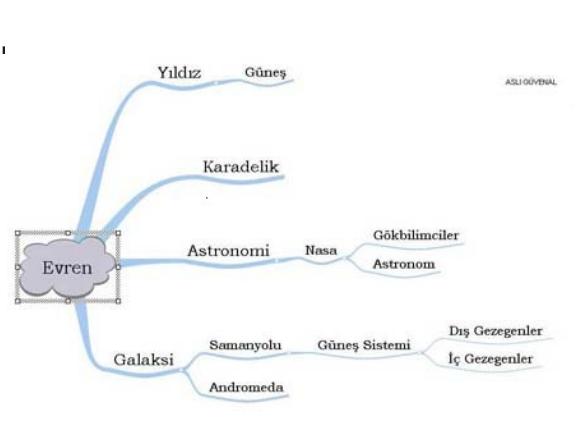 Yıldız
Güneş
ASLI GÜVENAL
Karadelik
Evren
Astronomi
Nasa
Gökbilimciler
Astronom
Galaksi
Samanyolu
Güneş Sistemi
Dış Gezegenler
İç Gezegenler
Andromeda